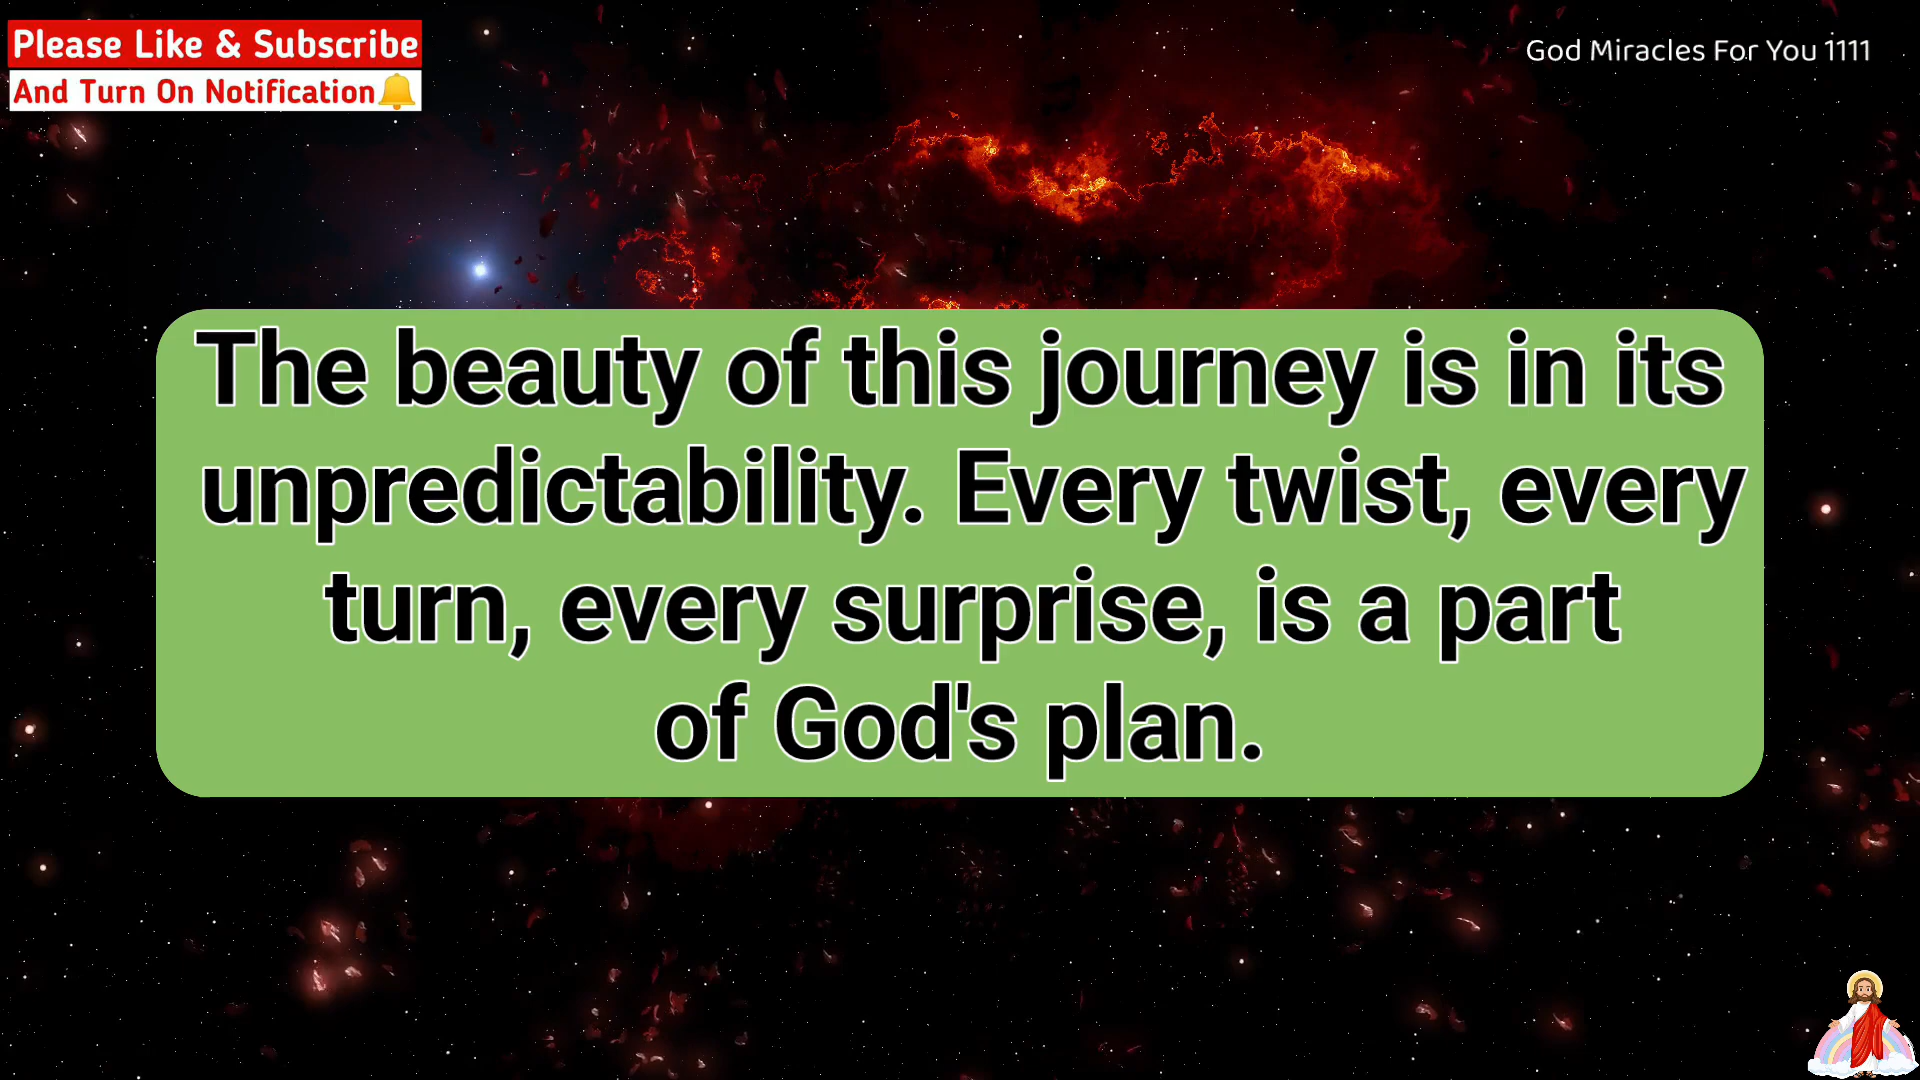 Please Like & Subscribe
And Turn On Notification🔔
God Miracles For You 1111
The beauty of this journey is in its
unpredictability. Every twist, every
turn, every surprise, is a part
of God's plan.